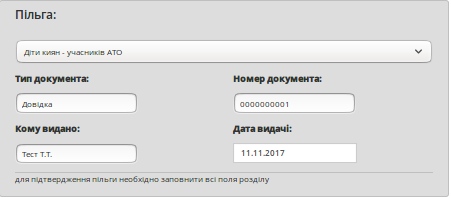 Пільга:
Діти киян - учасників АТО
Тип документа: Номер документа:
Довідка 0000000001
Кому видано: Дата видачі:
Тест Т.Т. 11.11.2017
для підтвердження пільги необхідно заповнити всі поля розділу